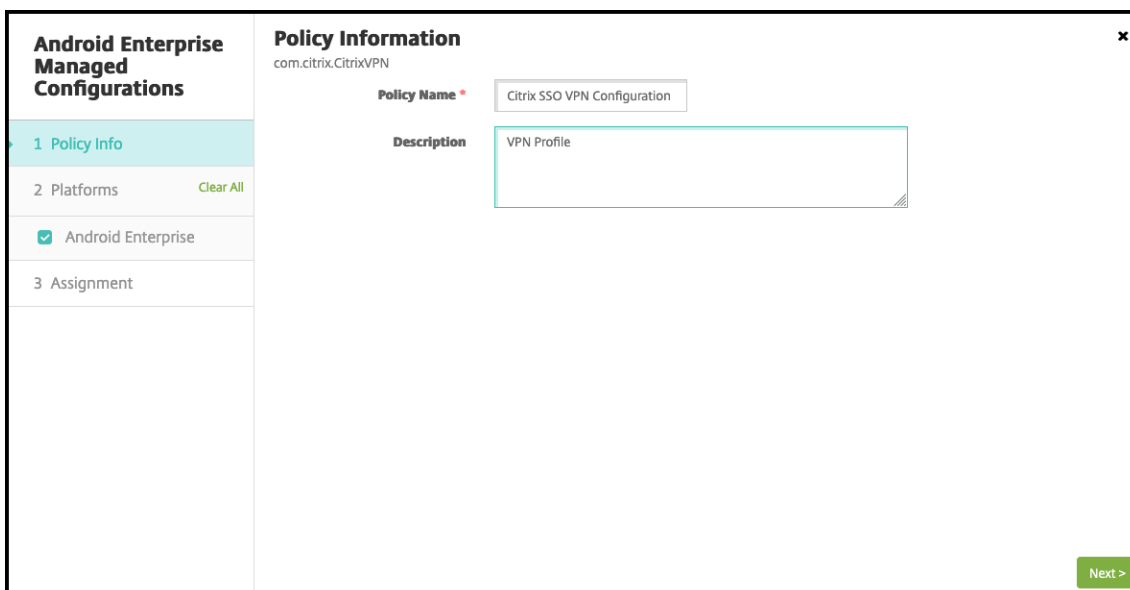 Android Enterprise
Managed
Configurations
1 Policy Info
2 Platforms
Clear All
Android Enterprise
3 Assignment
Policy Information
com.citrix.CitrixVPN
Policy Name *
Citrix SSO VPN Configuration
Description
VPN Profile
Next >